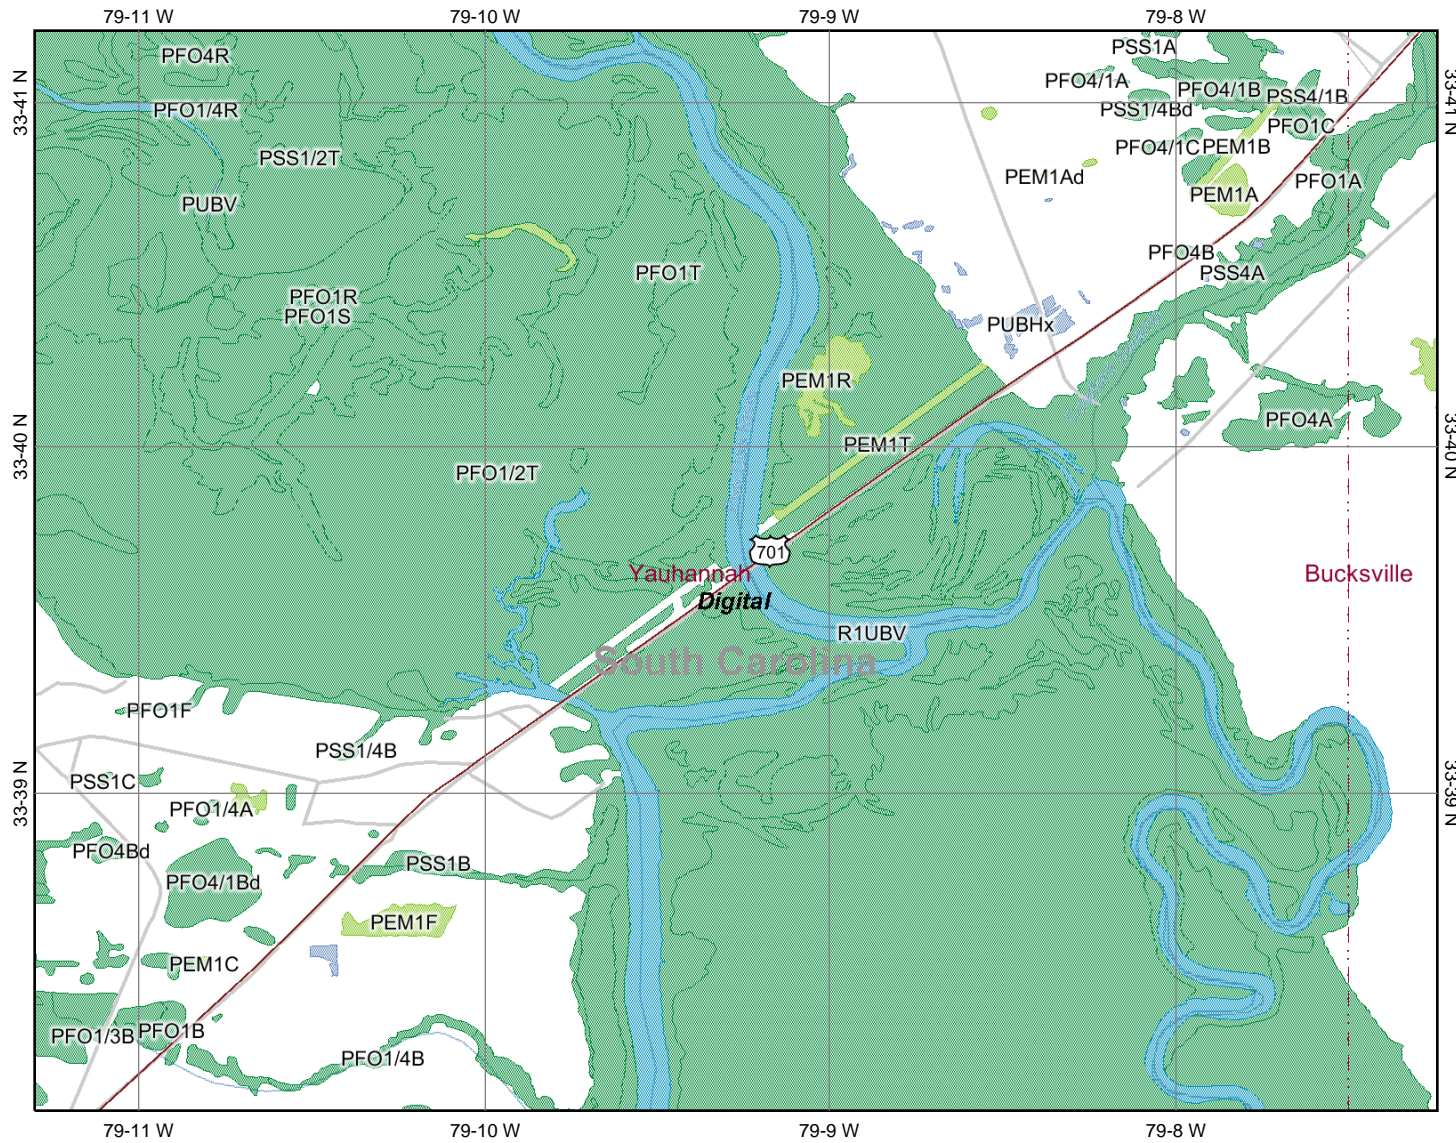 79-11 W
79-10 W
79-9 W
79-8 W
33-41 N
33-41 N
PFO4R
PSS1A
PFO4/1A
PFO4/1B
PSS4/1B
PFO1/4R
PSS1/4Bd
PFO1C
PSS1/2T
PFO4/1C
PEM1B
PEM1Ad
PFO1A
PUBV
PEM1A
PFO4B
PFO1T
PSS4A
PFO1R
PFO1S
PUBHx
PEM1R
PFO4A
33-40 N
33-40 N
PEM1T
PFO1/2T
701
Yauhannah
Bucksville
Digital
R1UBV
South Carolina
PFO1F
PSS1/4B
PSS1C
33-39 N
33-39 N
PFO1/4A
PFO4Bd
PSS1B
PFO4/1Bd
PEM1F
PEM1C
PFO1/3B
PFO1B
PFO1/4B
79-11 W
79-10 W
79-9 W
79-8 W